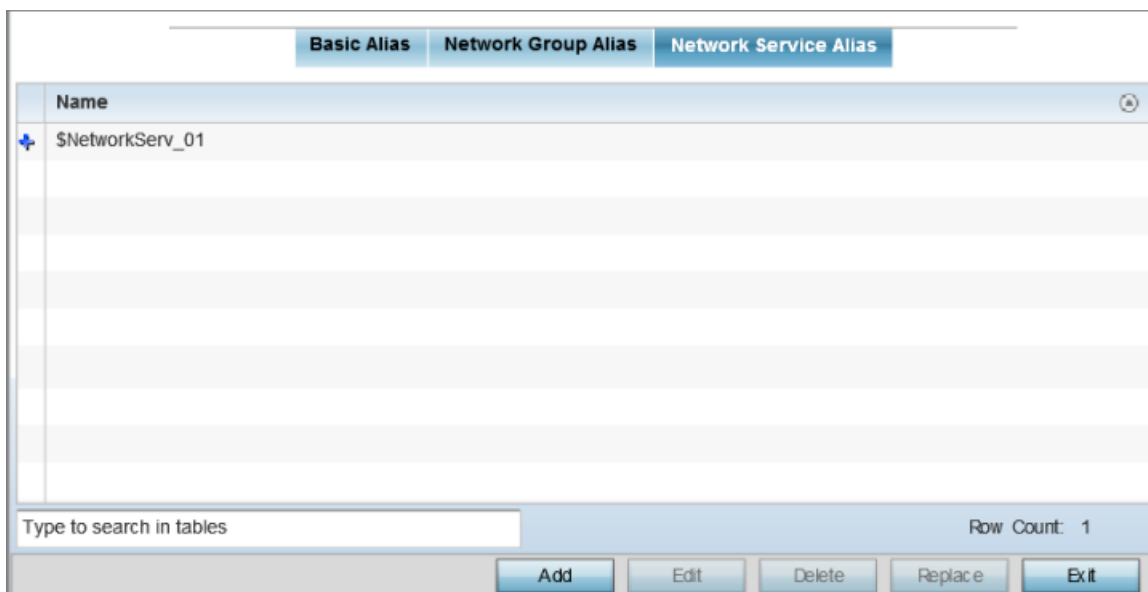 Basic Alias Network Group Alias Network Service Alias
Name
$NetworkServ_01
Type to search in tables Row Count: 1
Add Edit Delete Replace Exit